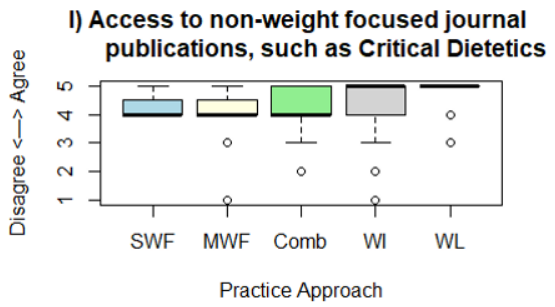 I) Access to non-weight focused journal
publications, such as Critical Dietetics
Disagree <—> Agree
5
4
3
2
1
SWF MWF Comb WI WL
Practice Approach